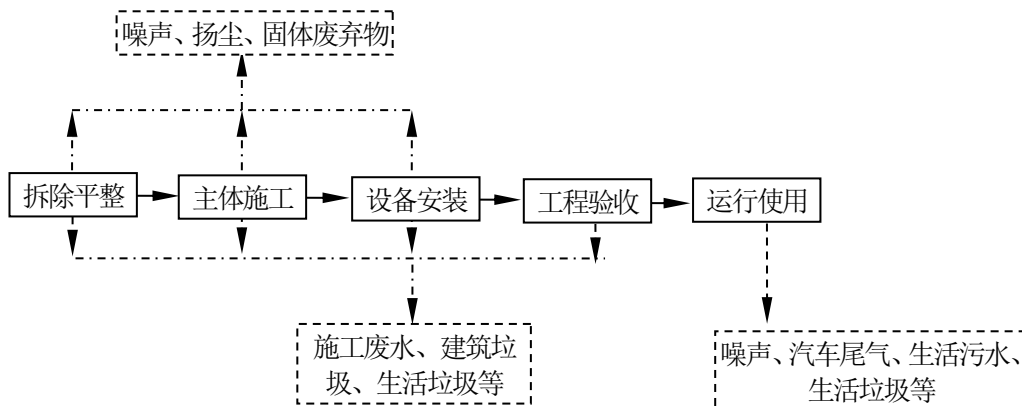 噪声、扬尘、固体废弃物
拆除平整
主体施工
设备安装
工程验收
运行使用
施工废水、建筑垃
圾、生活垃圾等
噪声、汽车尾气、生活污水、
生活垃圾等